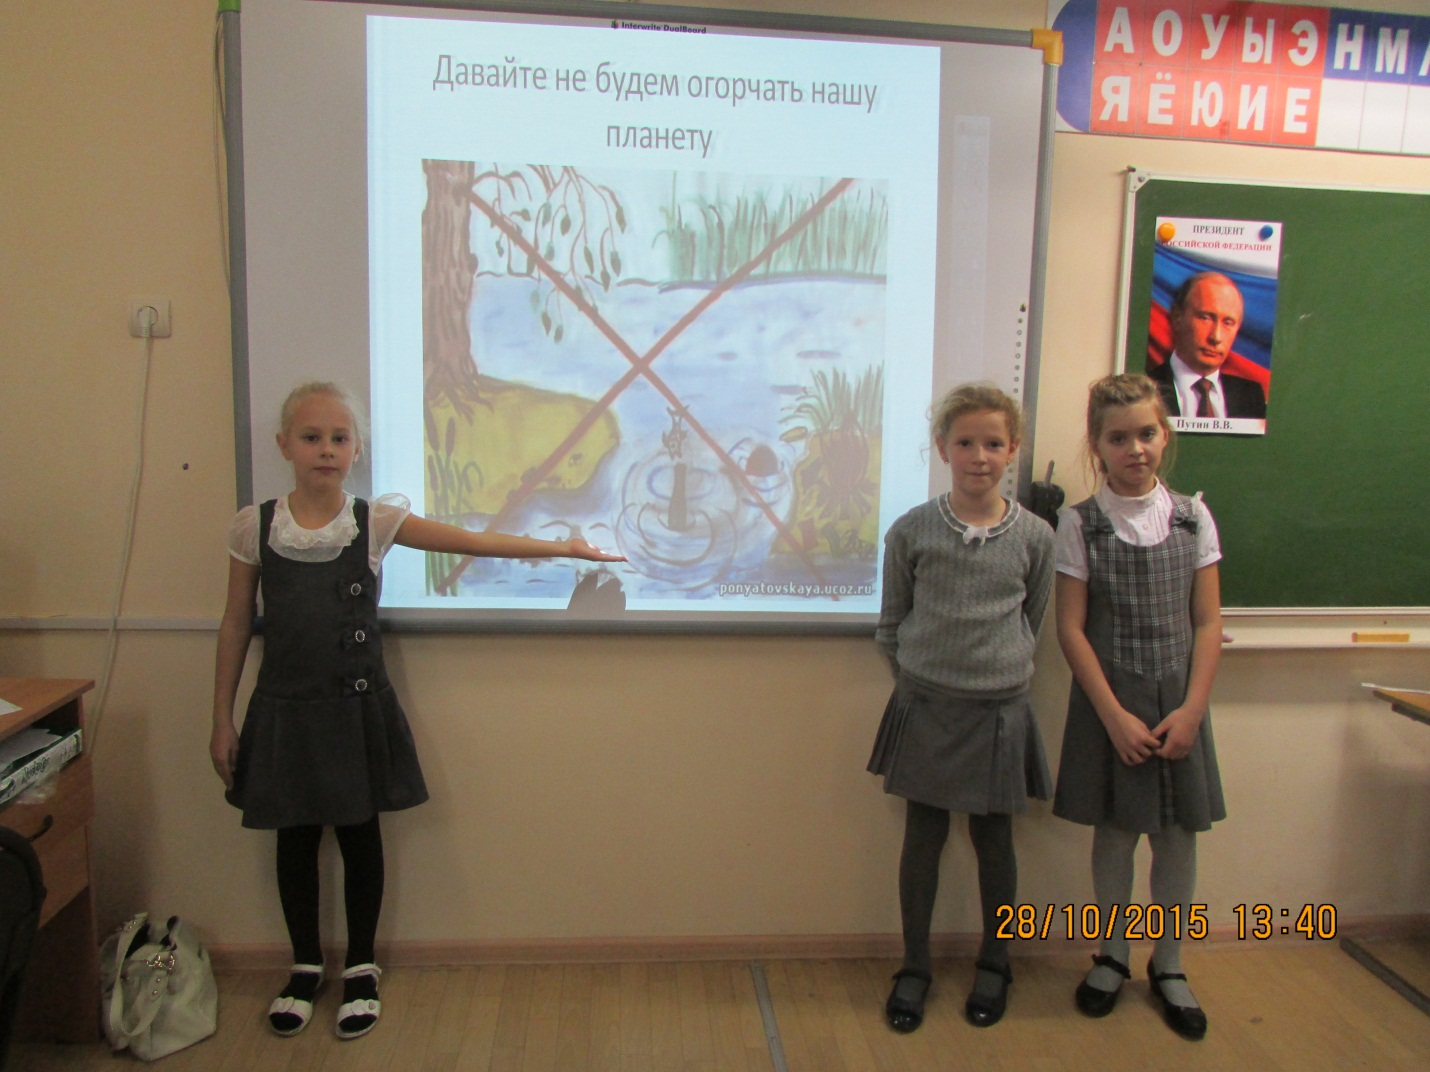 Interwrite DualBoard
Давайте не будем огорчать нашу
планету
ponyatovskaya.ucoz.ru
А О У Ы Э Н М Л
Я Ё Ю И Е
ПРЕЗИДЕНТ
РОССИЙСКОЙ ФЕДЕРАЦИИ
Путин В.В.
28/10/2015 13:40